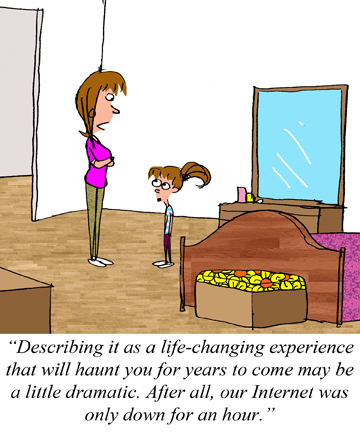 “Describing it as a life-changing experience
that will haunt you for years to come may be
a little dramatic. After all, our Internet was
only down for an hour.”